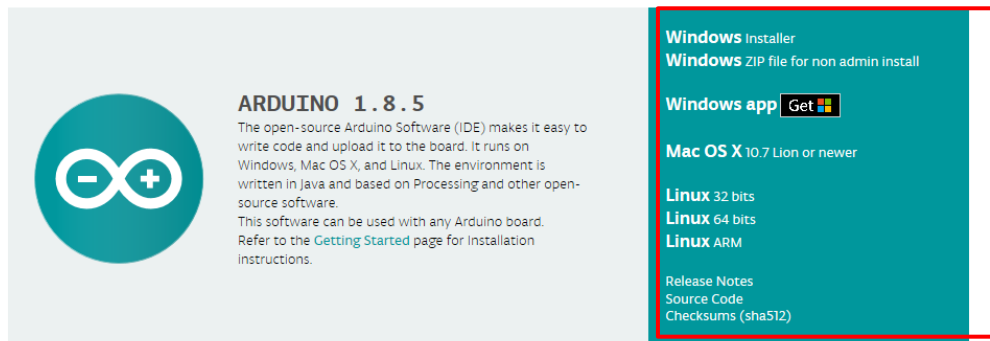 ARDUINO 1.8.5
The open-source Arduino Software (IDE) makes it easy to
write code and upload it to the board. It runs on
Windows, Mac OS X, and Linux. The environment is
written in Java and based on Processing and other open-
source software.
This software can be used with any Arduino board.
Refer to the Getting Started page for Installation
instructions.
Windows Installer
Windows ZIP file for non admin install
Windows app Get
Mac OS X 10.7 Lion or newer
Linux 32 bits
Linux 64 bits
Linux ARM
Release Notes
Source Code
Checksums (sha512)